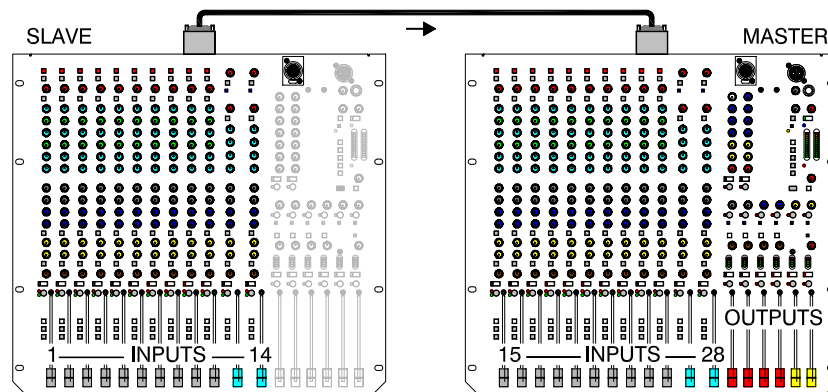 SLAVE
MASTER
OUTPUTS
1 INPUTS 14
15 INPUTS 28